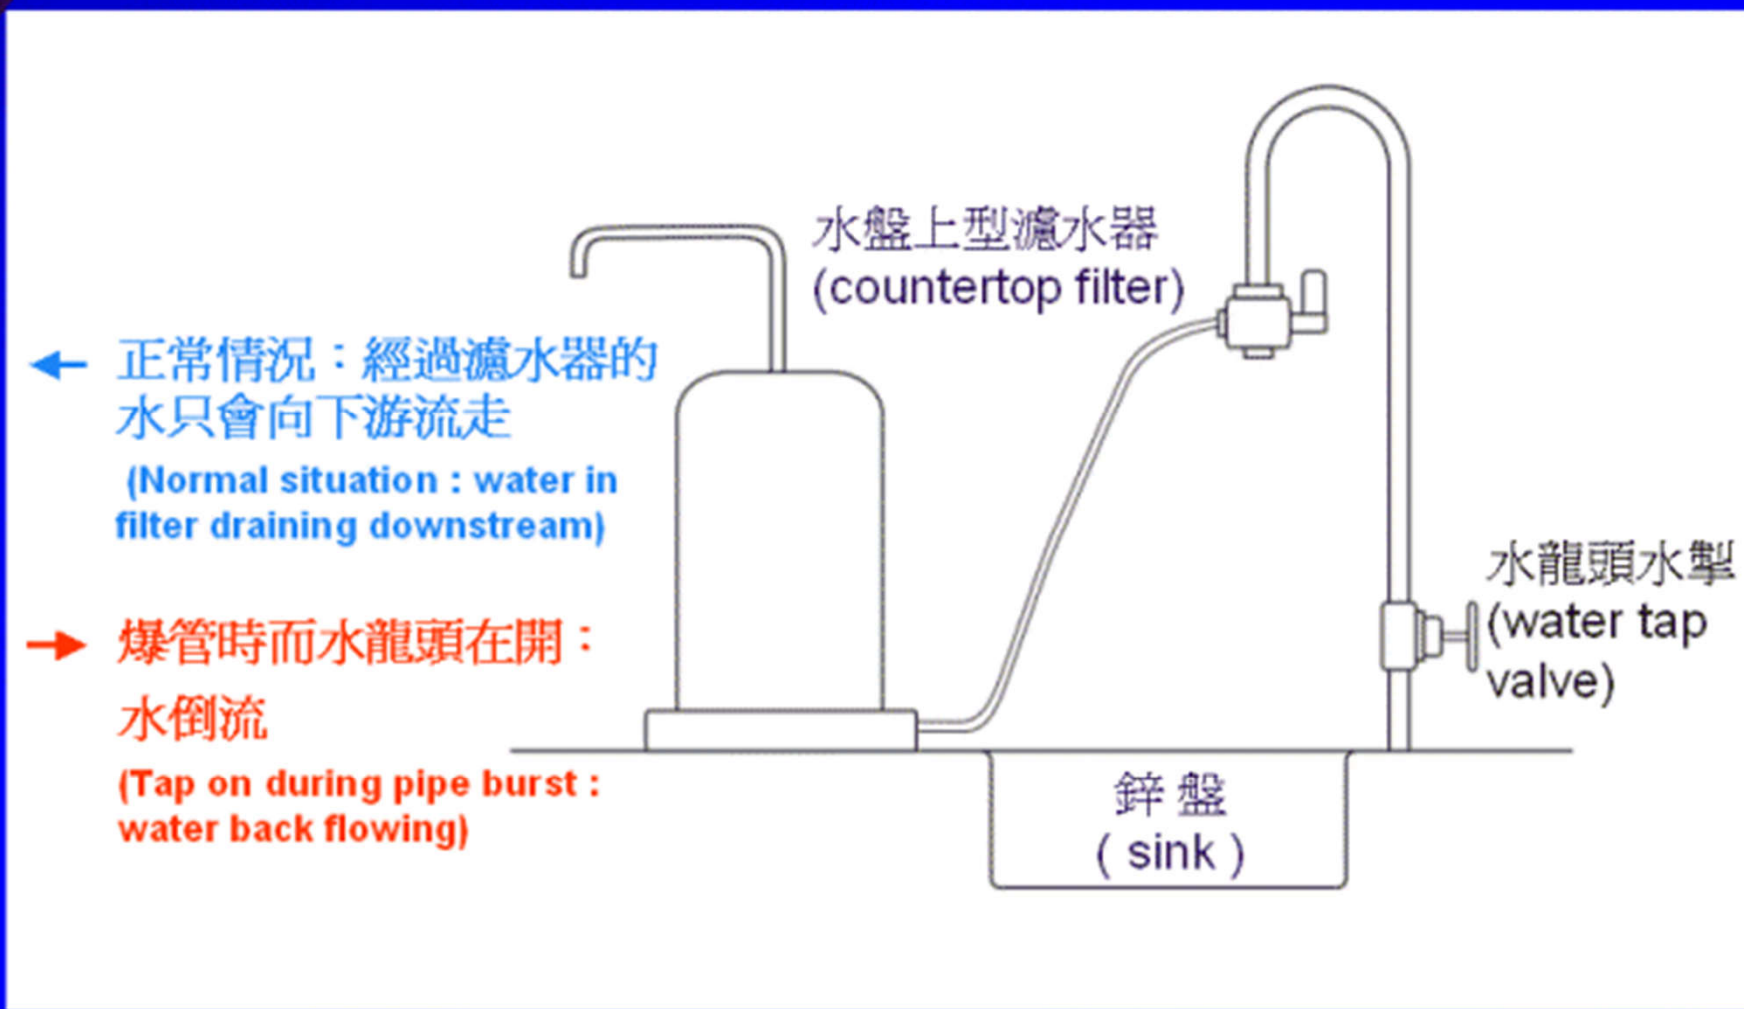 水盤上型濾水器
(countertop filter)
正常情況：經過濾水器的
水只會向下游流走
(Normal situation : water in
filter draining downstream)
水龍頭水掣
(water tap
valve)
爆管時而水龍頭在開：
水倒流
(Tap on during pipe burst :
water back flowing)
鋅盤
( sink )